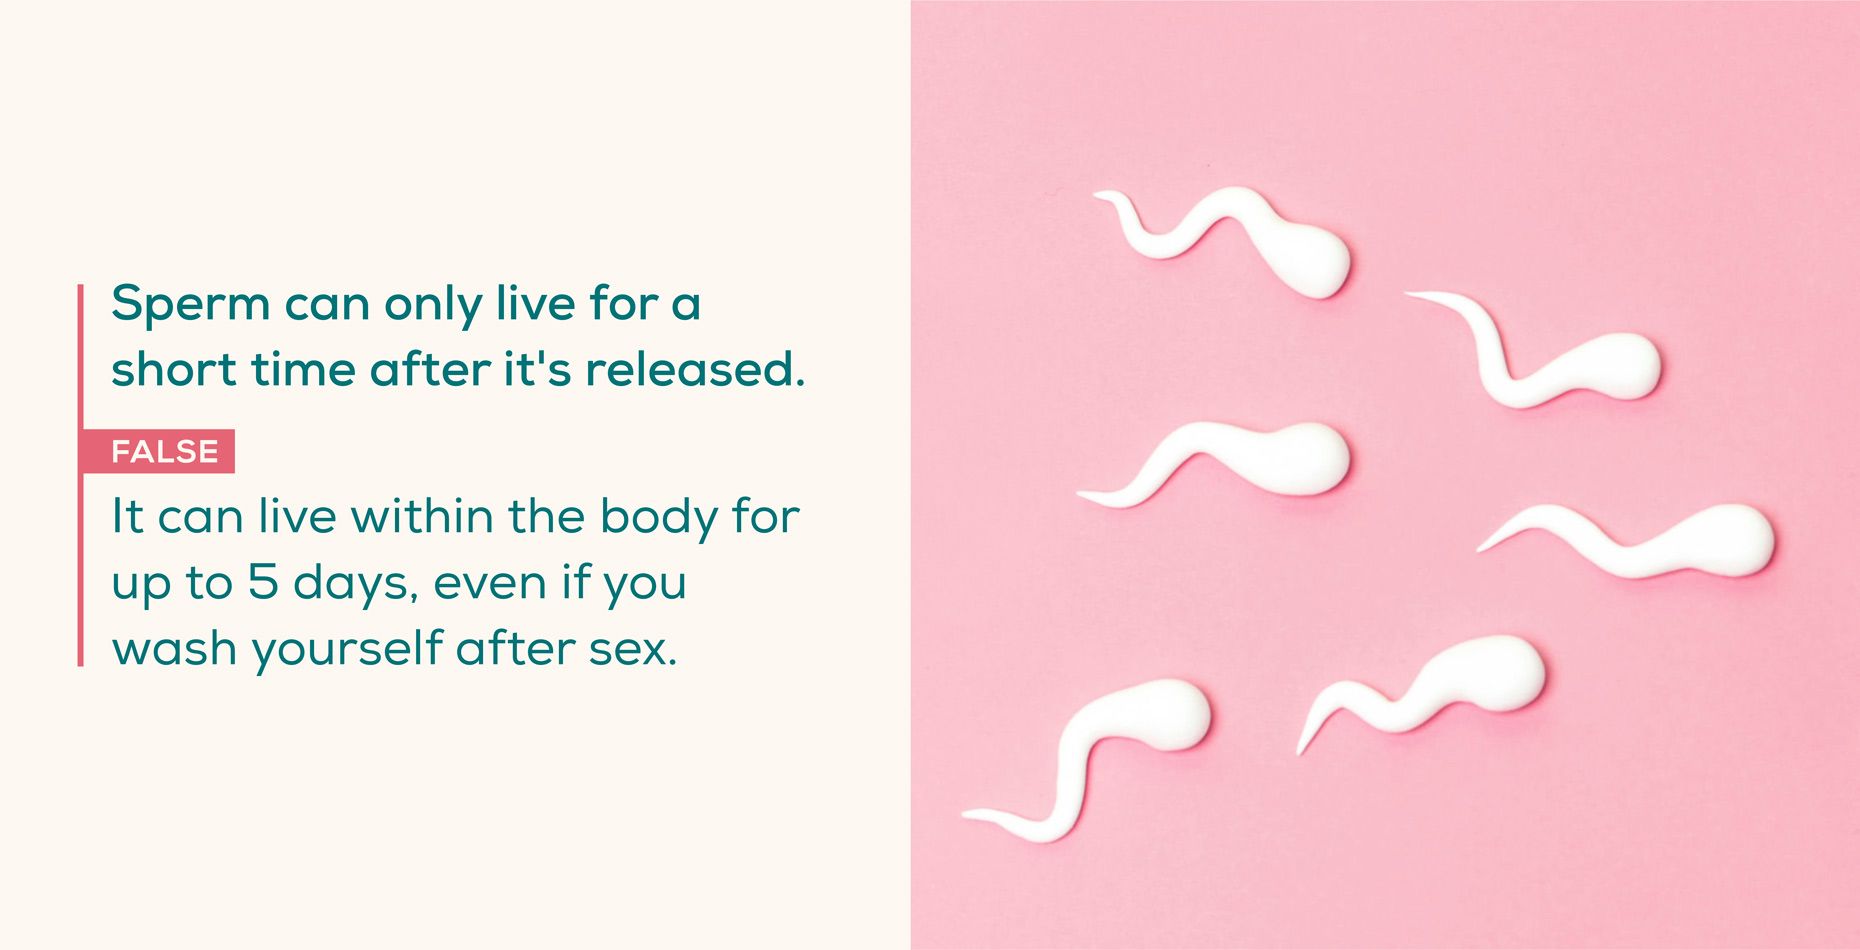 Sperm can only live for a
short time after it's released.
FALSE
It can live within the body for
up to 5 days, even if you
wash yourself after sex.